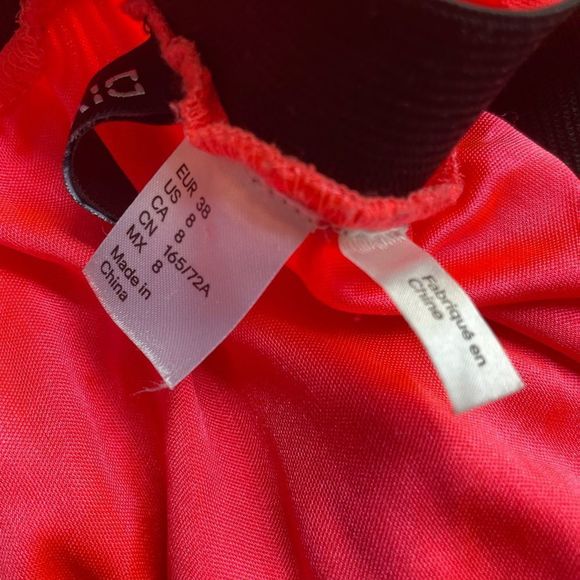 EUR 38
US 8
CA 8
CN 165/72A
MX 8
Made in
China
Fabriqué en
Chine